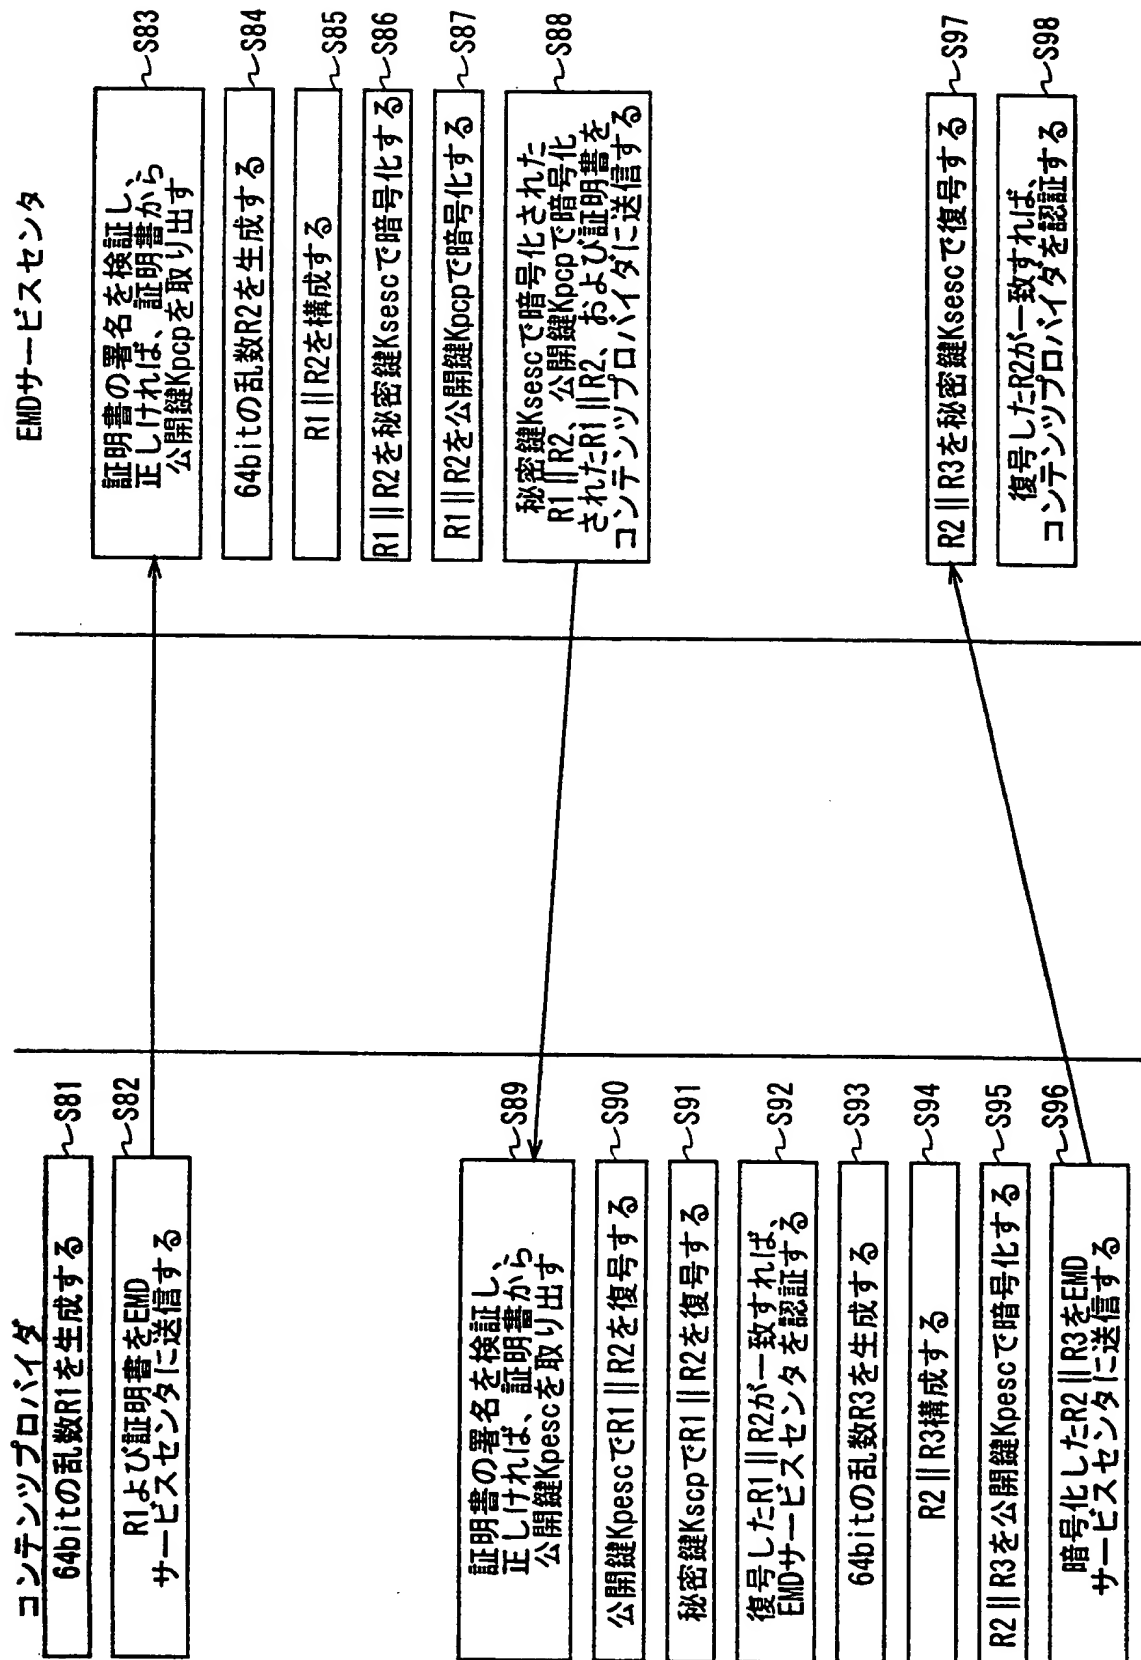 コンテンツプロバイダ
EMDサービスセンタ
64bitの乱数R1を生成する
S81
R1および証明書をEMD
サービスセンタに送信する
S82
証明書の署名を検証し、
正しければ、証明書から
公開鍵Kpcpを取り出す
S83
64bitの乱数R2を生成する
S84
R1||R2を構成する
S85
R1||R2を秘密鍵Ksescで暗号化する
S86
R1||R2を公開鍵Kpcpで暗号化する
S87
秘密鍵Ksescで暗号化された
R1||R2、公開鍵Kpcpで暗号化
されたR1||R2、および証明書を
コンテンツプロバイダに送信する
S88
証明書の署名を検証し、
正しければ、証明書から
公開鍵Kpescを取り出す
S89
公開鍵KpescでR1||R2を復号する
S90
秘密鍵KscpでR1||R2を復号する
S91
復号したR1||R2が一致すれば、
EMDサービスセンタを認証する
S92
64bitの乱数R3を生成する
S93
R2||R3構成する
S94
R2||R3を公開鍵Kpescで暗号化する
S95
暗号化したR2||R3をEMD
サービスセンタに送信する
S96
R2||R3を秘密鍵Ksescで復号する
S97
復号したR2が一致すれば、
コンテンツプロバイダを認証する
S98